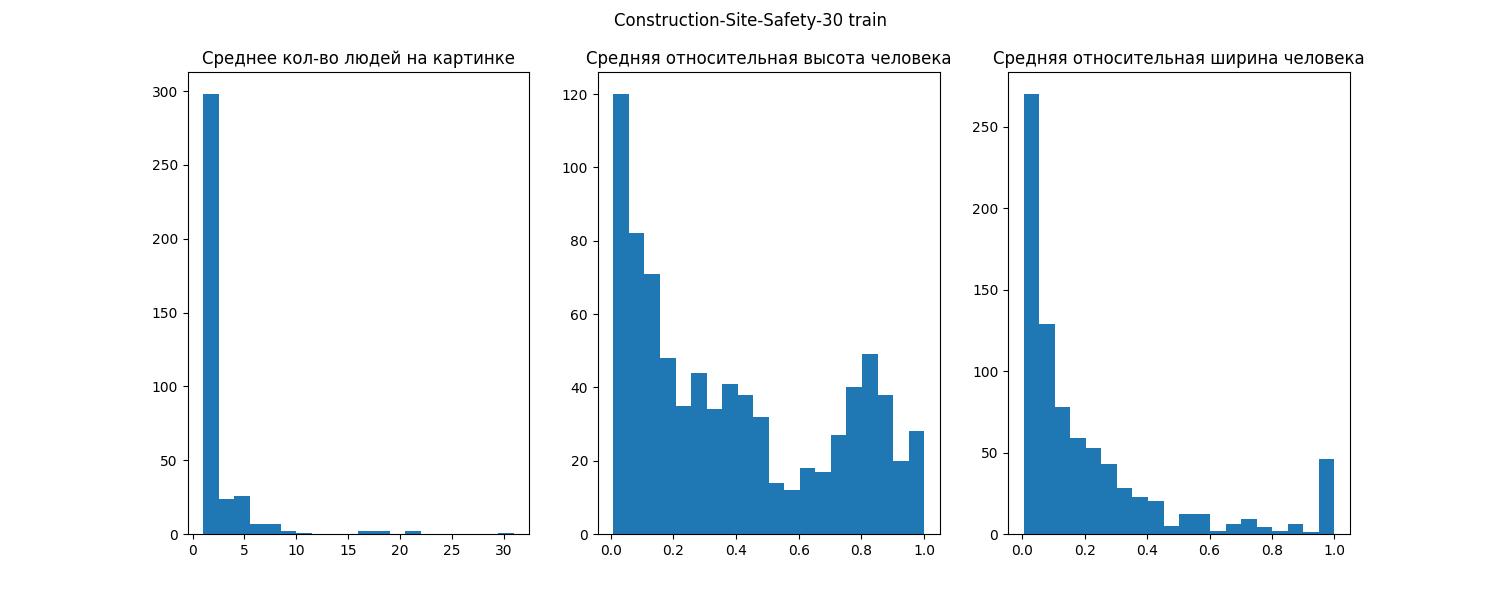 Construction-Site-Safety-30 train
Среднее кол-во людей на картинке
300
250
200
150
100
50
0
0 5 10 15 20 25 30
Средняя относительная высота человека
120
100
80
60
40
20
0
0.0 0.2 0.4 0.6 0.8 1.0
Средняя относительная ширина человека
250
200
150
100
50
0
0.0 0.2 0.4 0.6 0.8 1.0